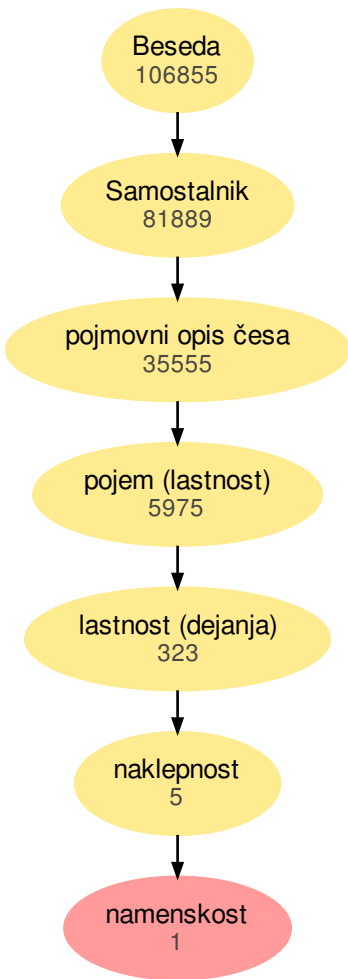 Beseda
106855
Samostalnik
81889
pojmovni opis česa
35555
pojem (lastnost)
5975
lastnost (dejanja)
323
naklepnost
5
namenskost
1